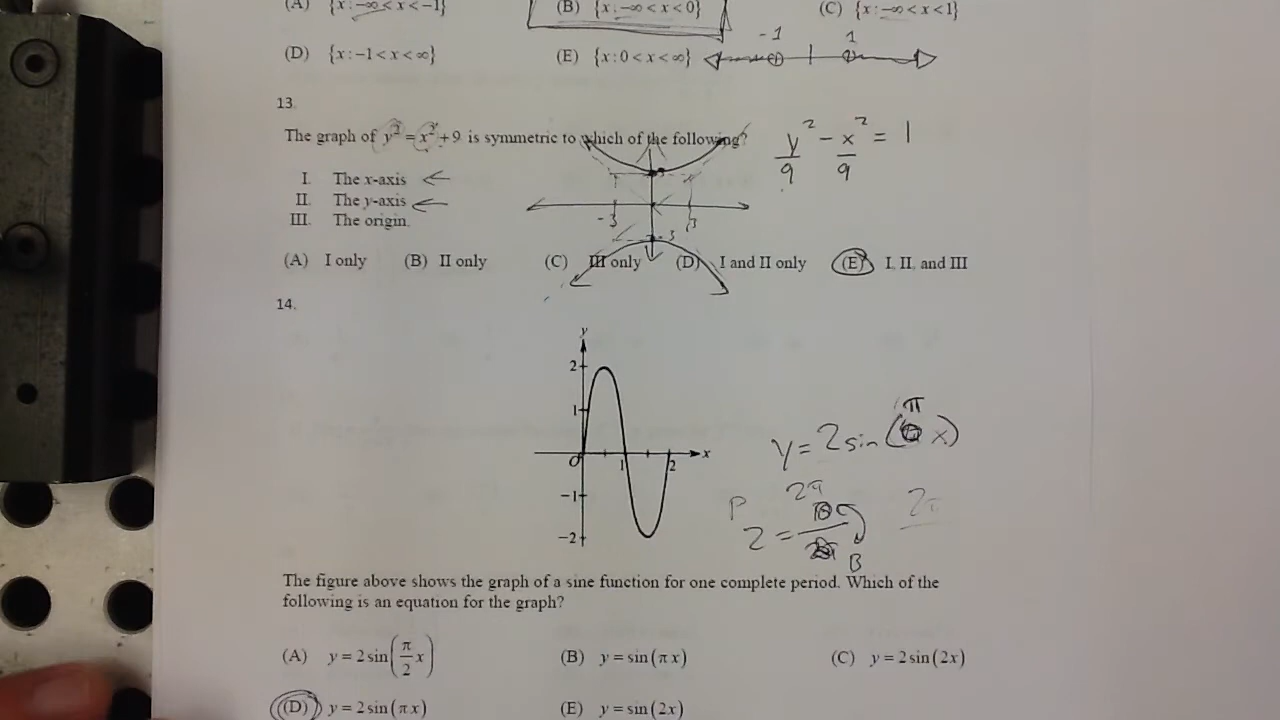 (A) {x:-∞<x<-1} (B) {x:-∞<x<0} (C) {x:-∞<x<1}
-1 1
(D) {x:-1<x<∞} (E) {x:0<x<∞}
13.
The graph of y²=x²+9 is symmetric to which of the following?
y²/9 - x²/9 = 1
I. The x-axis
II. The y-axis
III. The origin.
-3 3
-3
(A) I only (B) II only (C) III only (D) I and II only (E) I, II, and III
14.
y
2
1
O 1 2 x
-1
-2
y=2sin(πx)
P 2π
2= B
2π
The figure above shows the graph of a sine function for one complete period. Which of the
following is an equation for the graph?
(A) y=2sin(π/2 x) (B) y=sin(πx) (C) y=2sin(2x)
(D) y=2sin(πx) (E) y=sin(2x)